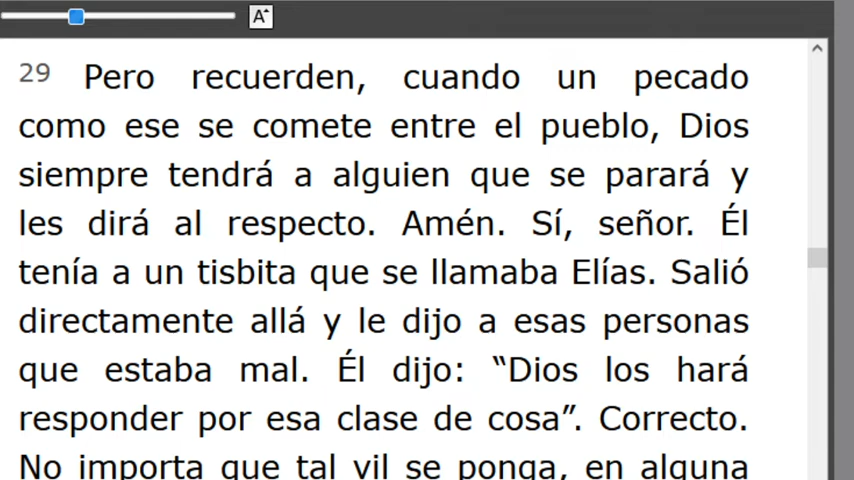 A
29 Pero recuerden, cuando un pecado
como ese se comete entre el pueblo, Dios
siempre tendrá a alguien que se parará y
les dirá al respecto. Amén. Sí, señor. Él
tenía a un tisbita que se llamaba Elías. Salió
directamente allá y le dijo a esas personas
que estaba mal. Él dijo: “Dios los hará
responder por esa clase de cosa”. Correcto.
No importa que tal vil se ponga, en alguna